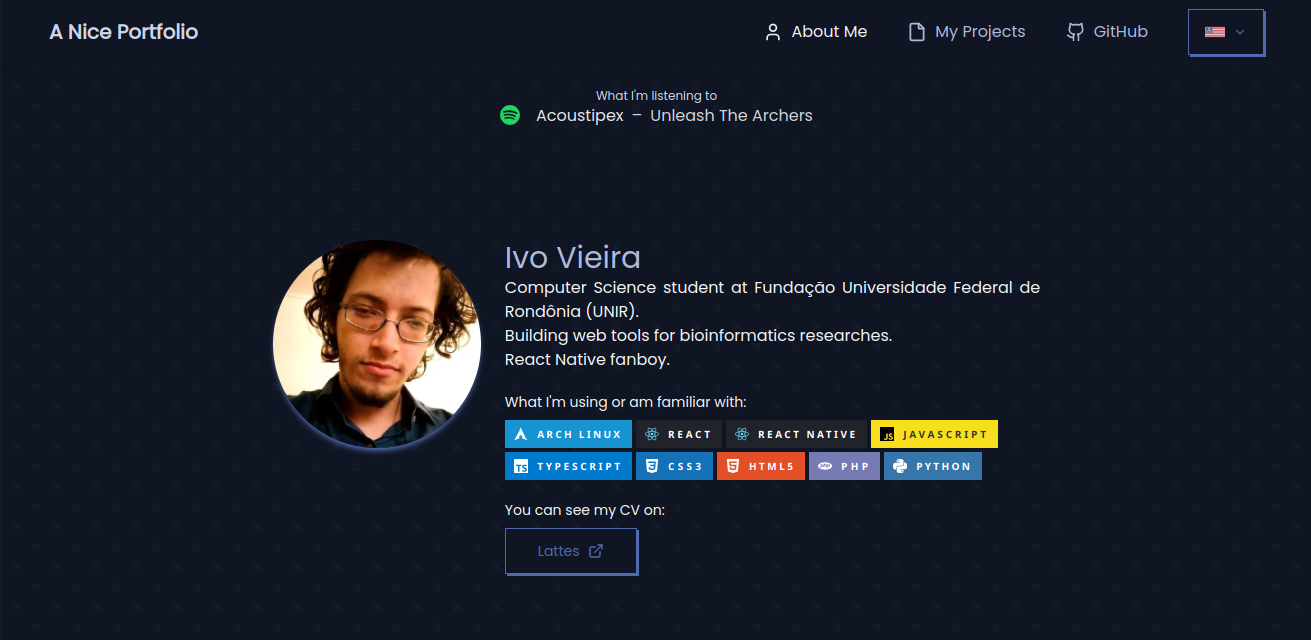 A Nice Portfolio
About Me
My Projects
GitHub
What I'm listening to
Acoustipex – Unleash The Archers
Ivo Vieira
Computer Science student at Fundação Universidade Federal de
Rondônia (UNIR).
Building web tools for bioinformatics researches.
React Native fanboy.
What I'm using or am familiar with:
ARCH LINUX
REACT
REACT NATIVE
JS JAVASCRIPT
TS TYPESCRIPT
CSS3
HTML5
php PHP
PYTHON
You can see my CV on:
Lattes